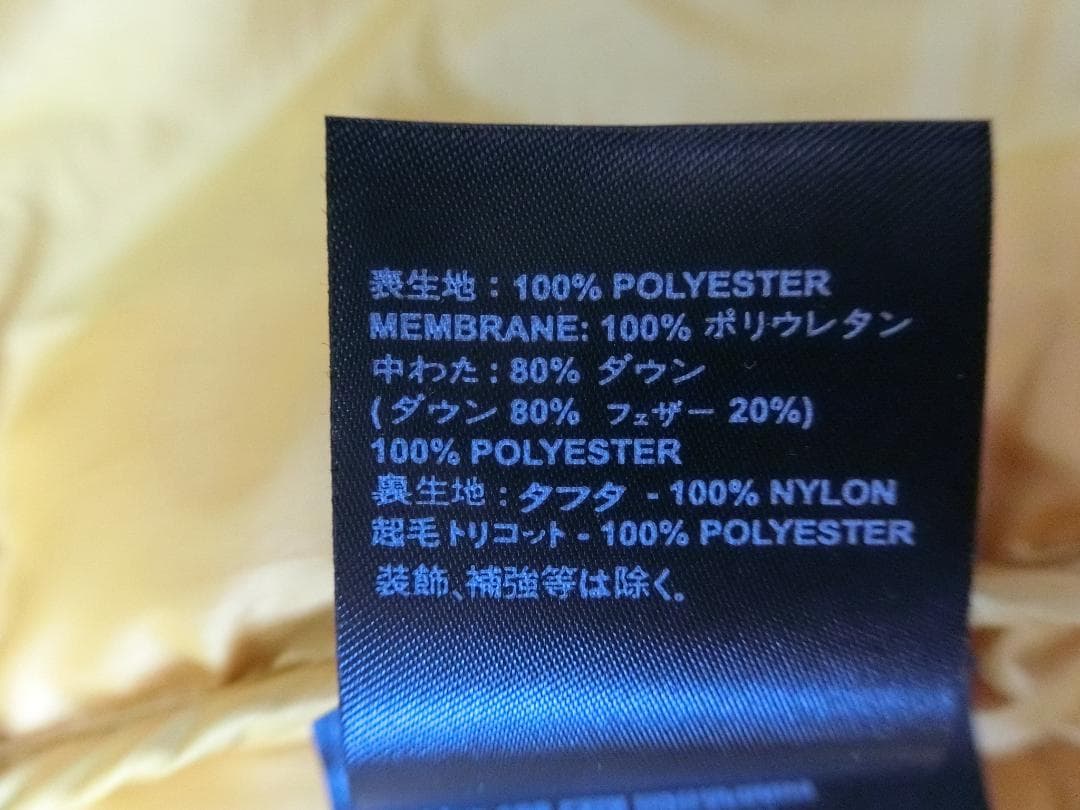 表生地 : 100% POLYESTER
MEMBRANE: 100% ポリウレタン
中わた : 80% ダウン
(ダウン 80% フェザー 20%)
100% POLYESTER
裏生地 : タフタ - 100% NYLON
起毛トリコット - 100% POLYESTER
装飾、補強等は除く。